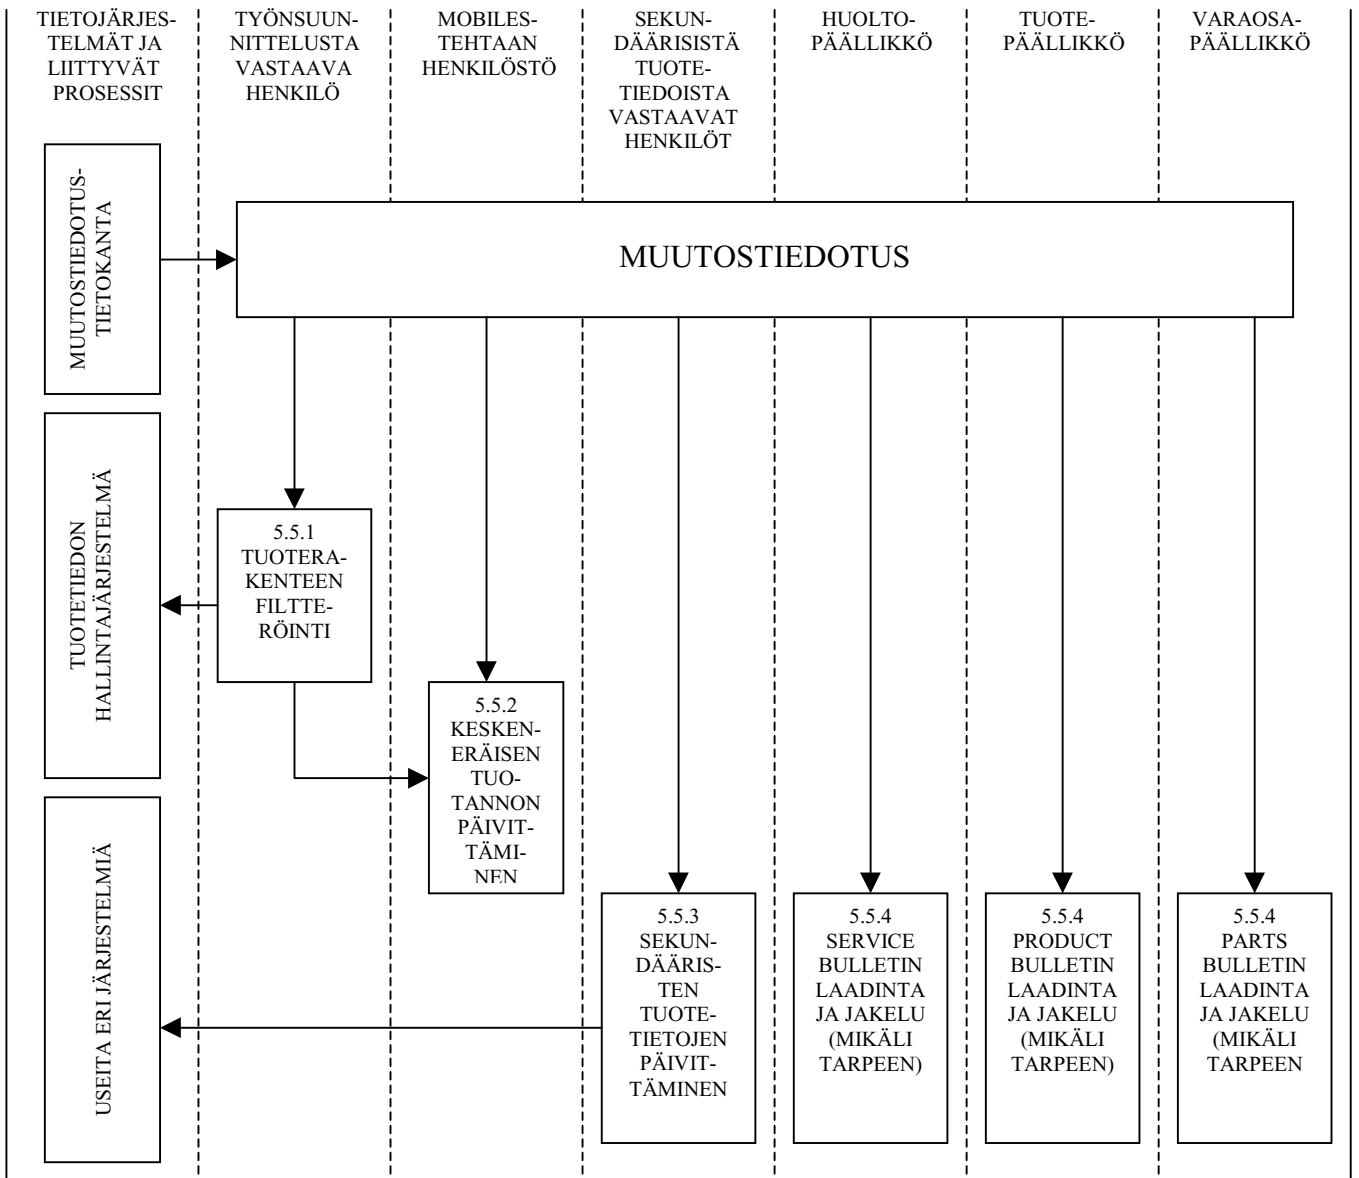 TIETOJÄRJES-
TELMÄT JA
LIITTYVÄT
PROSESSIT
TYÖNSUUN-
NITTELUSTA
VASTAAVA
HENKILÖ
MOBILES-
TEHTAAN
HENKILÖSTÖ
SEKUN-
DÄÄRISISTÄ
TUOTE-
TIEDOISTA
VASTAAVAT
HENKILÖT
HUOLTO-
PÄÄLLIKKÖ
TUOTE-
PÄÄLLIKKÖ
VARAOSA-
PÄÄLLIKKÖ
MUUTOSTIEDOTUS-
TIETOKANTA
MUUTOSTIEDOTUS
TUOTETIEDON
HALLINTAJÄRJESTELMÄ
5.5.1
TUOTERA-
KENTEEN
FILTTE-
RÖINTI
5.5.2
KESKEN-
ERÄISEN
TUO-
TANNON
PÄIVIT-
TÄMI-
NEN
USEITA ERI JÄRJESTELMIÄ
5.5.3
SEKUN-
DÄÄRIS-
TEN
TUOTE-
TIETOJEN
PÄIVIT-
TÄMINEN
5.5.4
SERVICE
BULLETIN
LAADINTA
JA JAKELU
(MIKÄLI
TARPEEN)
5.5.4
PRODUCT
BULLETIN
LAADINTA
JA JAKELU
(MIKÄLI
TARPEEN)
5.5.4
PARTS
BULLETIN
LAADINTA
JA JAKELU
(MIKÄLI
TARPEEN